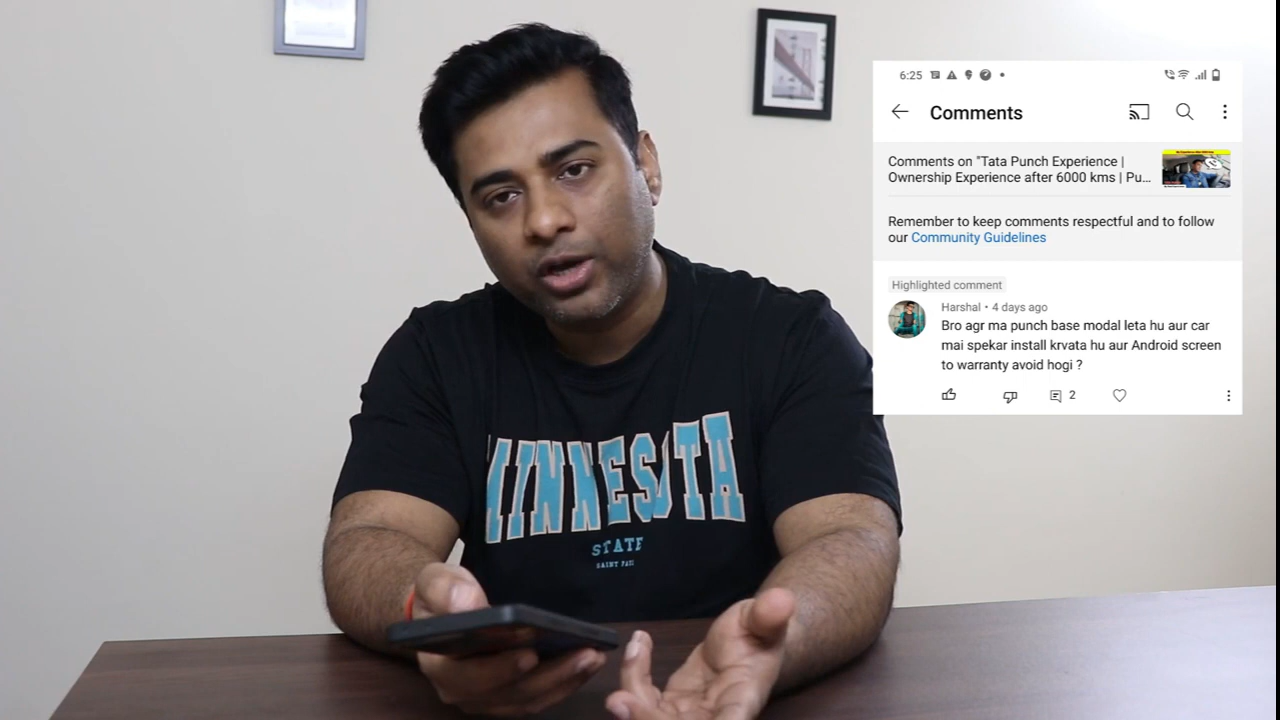 6:25
Comments
Comments on "Tata Punch Experience |
Ownership Experience after 6000 kms | Pu...
Remember to keep comments respectful and to follow
our Community Guidelines
Highlighted comment
Harshal • 4 days ago
Bro agr ma punch base modal leta hu aur car
mai spekar install krvata hu aur Android screen
to warranty avoid hogi ?
2
MINNESOTA
STATE
SAINT PAUL